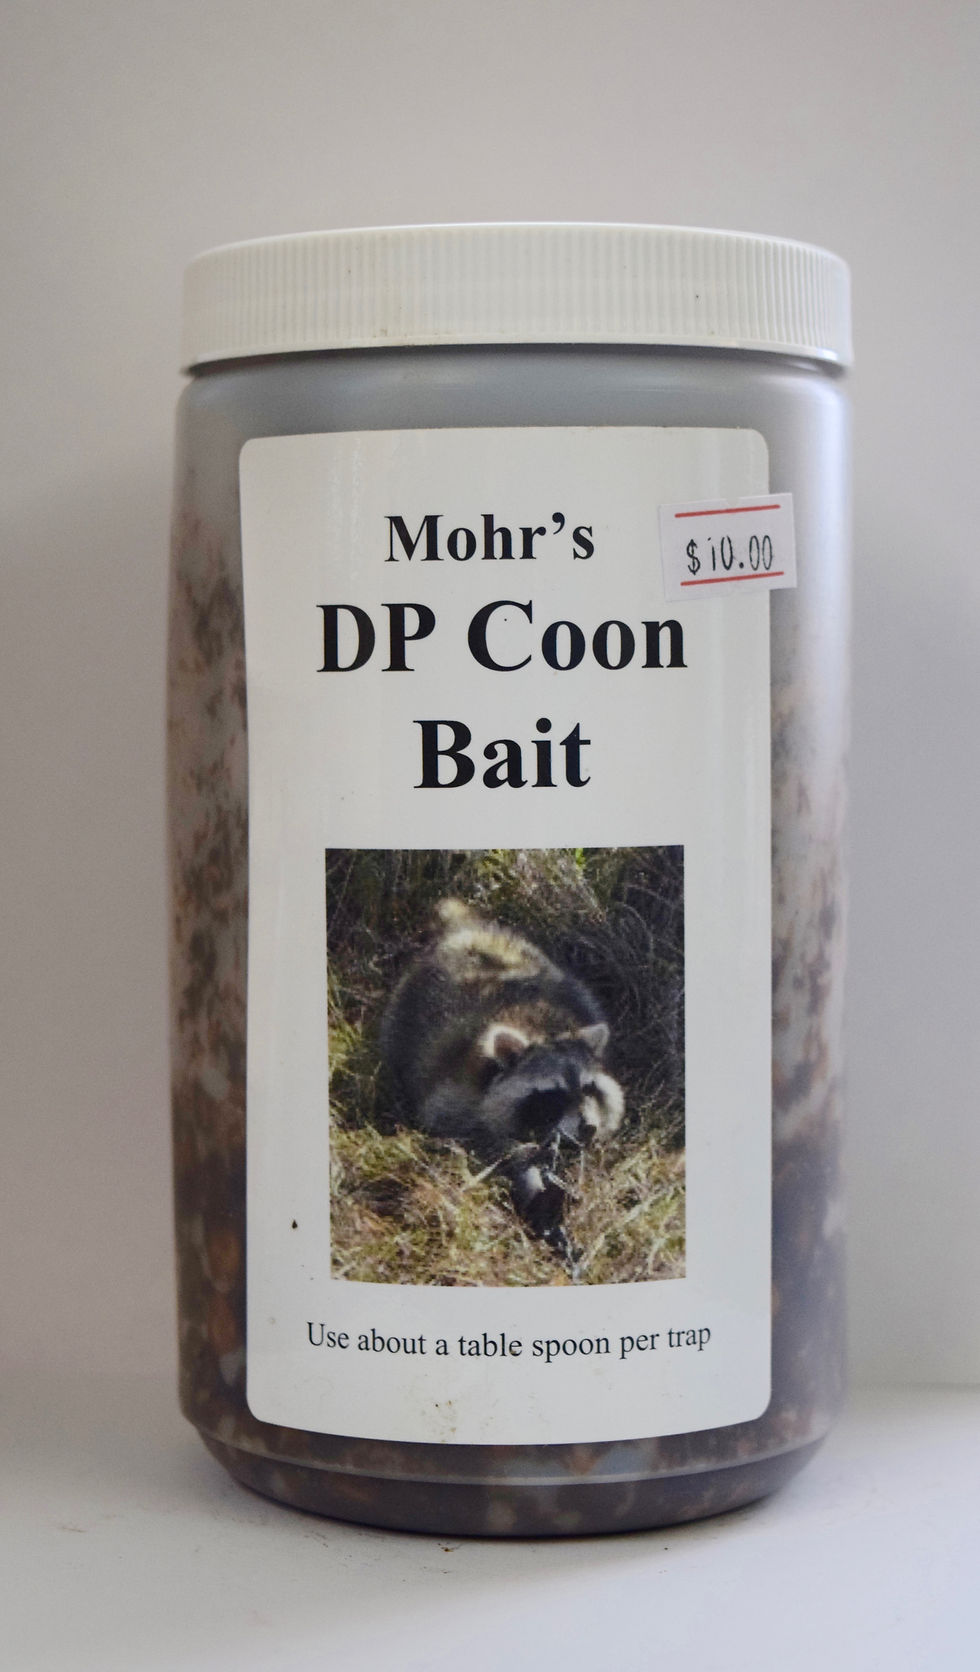 Mohr's
$10.00
DP Coon
Bait
Use about a table spoon per trap